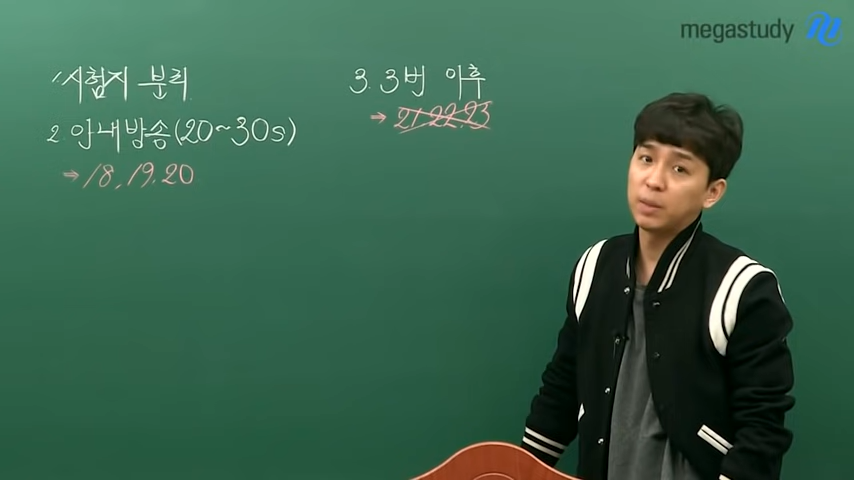 megastudy
1. 시험지 분리
2. 안내방송(20~30s)
⇒ 18, 19. 20
3. 3번 이후
→ 21. 22. 23